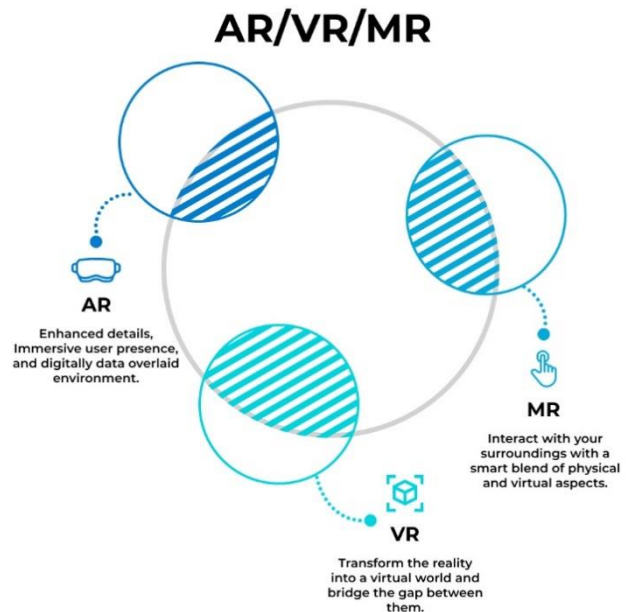 AR/VR/MR
AR
Enhanced details,
Immersive user presence,
and digitally data overlaid
environment.
MR
Interact with your
surroundings with a
smart blend of physical
and virtual aspects.
VR
Transform the reality
into a virtual world and
bridge the gap between
them.